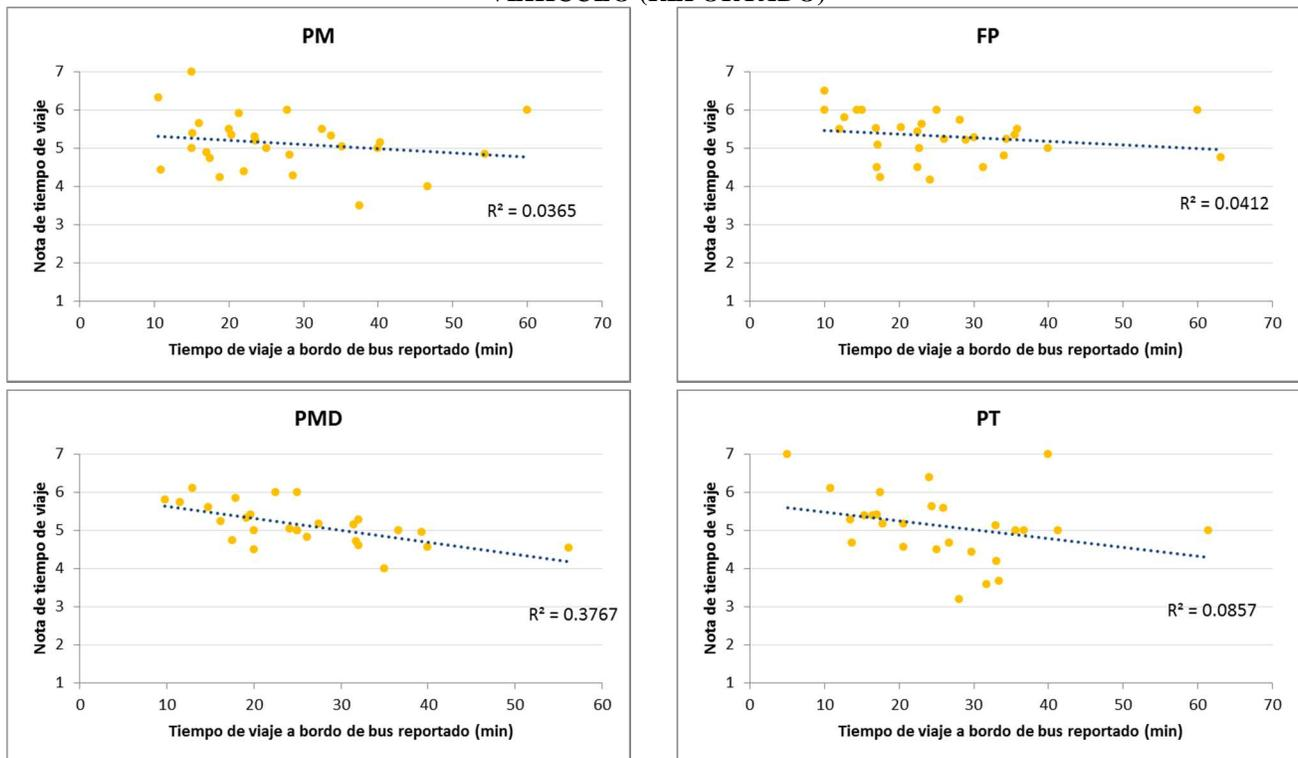 VEHÍCULO (REPORTADO)
PM
Nota de tiempo de viaje
7
6
5
4
3
2
1
R² = 0.0365
0 10 20 30 40 50 60 70
Tiempo de viaje a bordo de bus reportado (min)
FP
Nota de tiempo de viaje
7
6
5
4
3
2
1
R² = 0.0412
0 10 20 30 40 50 60 70
Tiempo de viaje a bordo de bus reportado (min)
PMD
Nota de tiempo de viaje
7
6
5
4
3
2
1
R² = 0.3767
0 10 20 30 40 50 60
Tiempo de viaje a bordo de bus reportado (min)
PT
Nota de tiempo de viaje
7
6
5
4
3
2
1
R² = 0.0857
0 10 20 30 40 50 60 70
Tiempo de viaje a bordo de bus reportado (min)